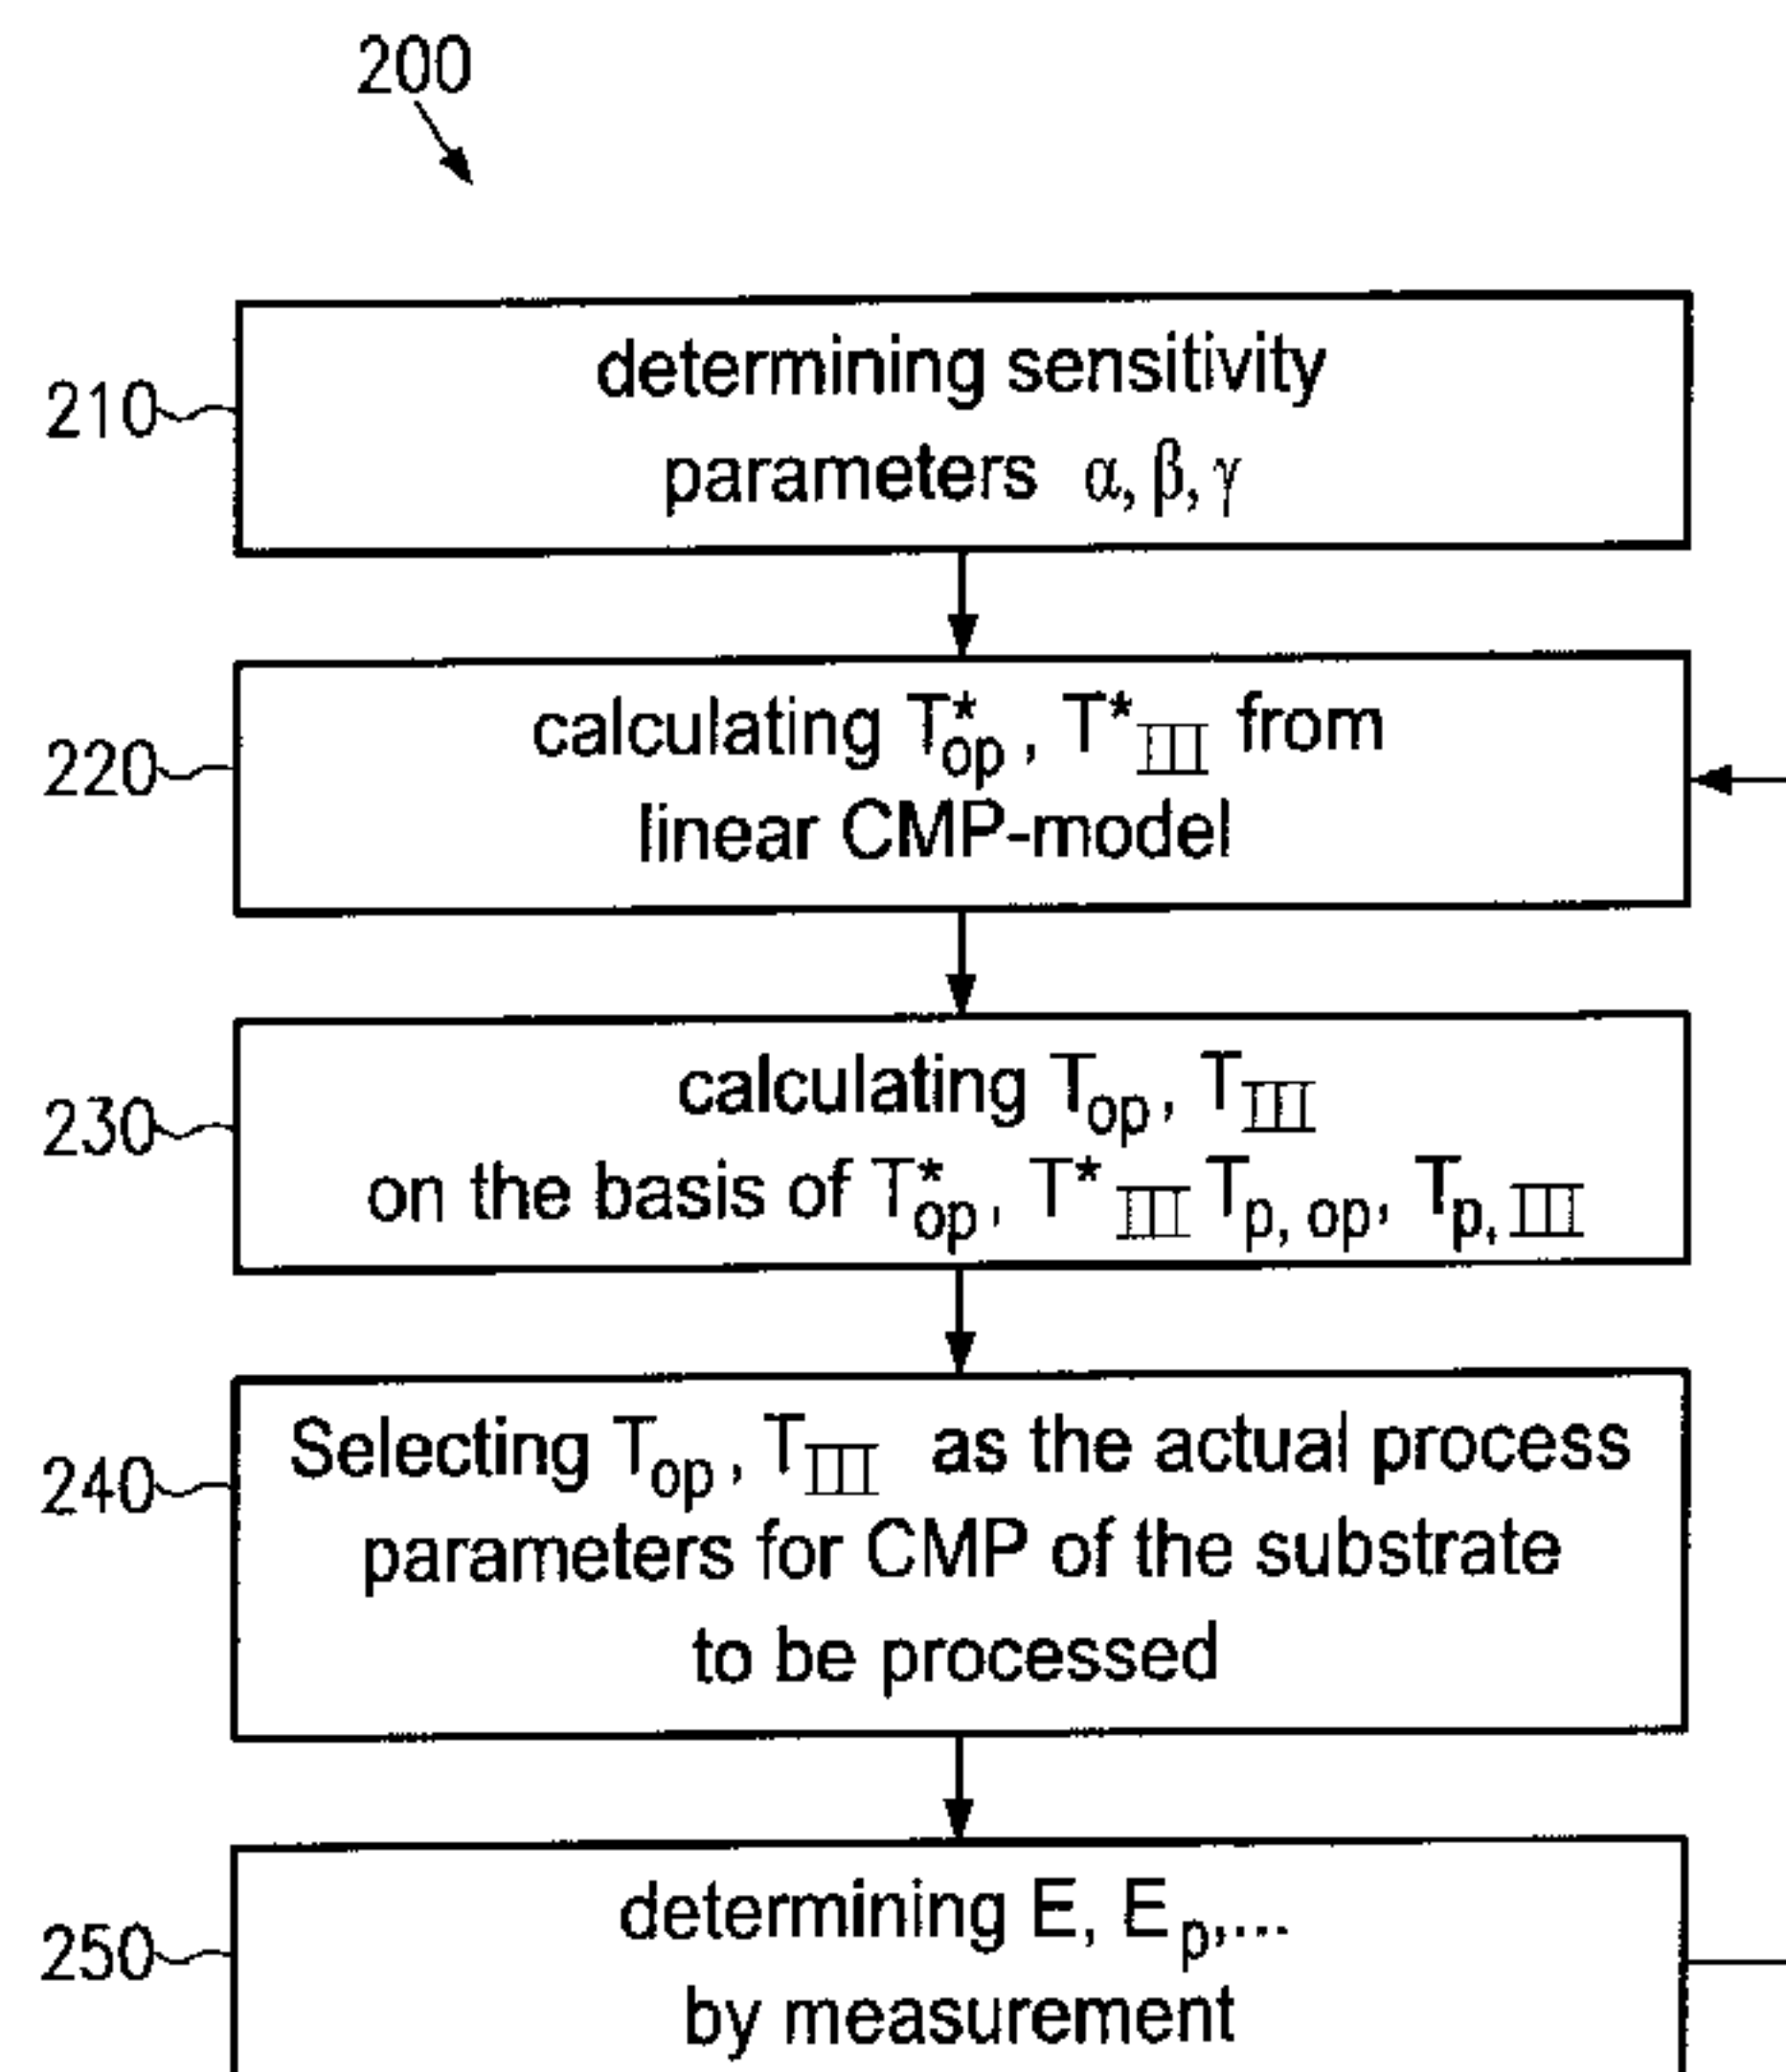 200
210
determining sensitivity
parameters α, β, γ
220
calculating T*op, T*III from
linear CMP-model
230
calculating Top, TIII
on the basis of T*op, T*III Tp, op, Tp, III
240
Selecting Top, TIII as the actual process
parameters for CMP of the substrate
to be processed
250
determining E, Ep,...
by measurement